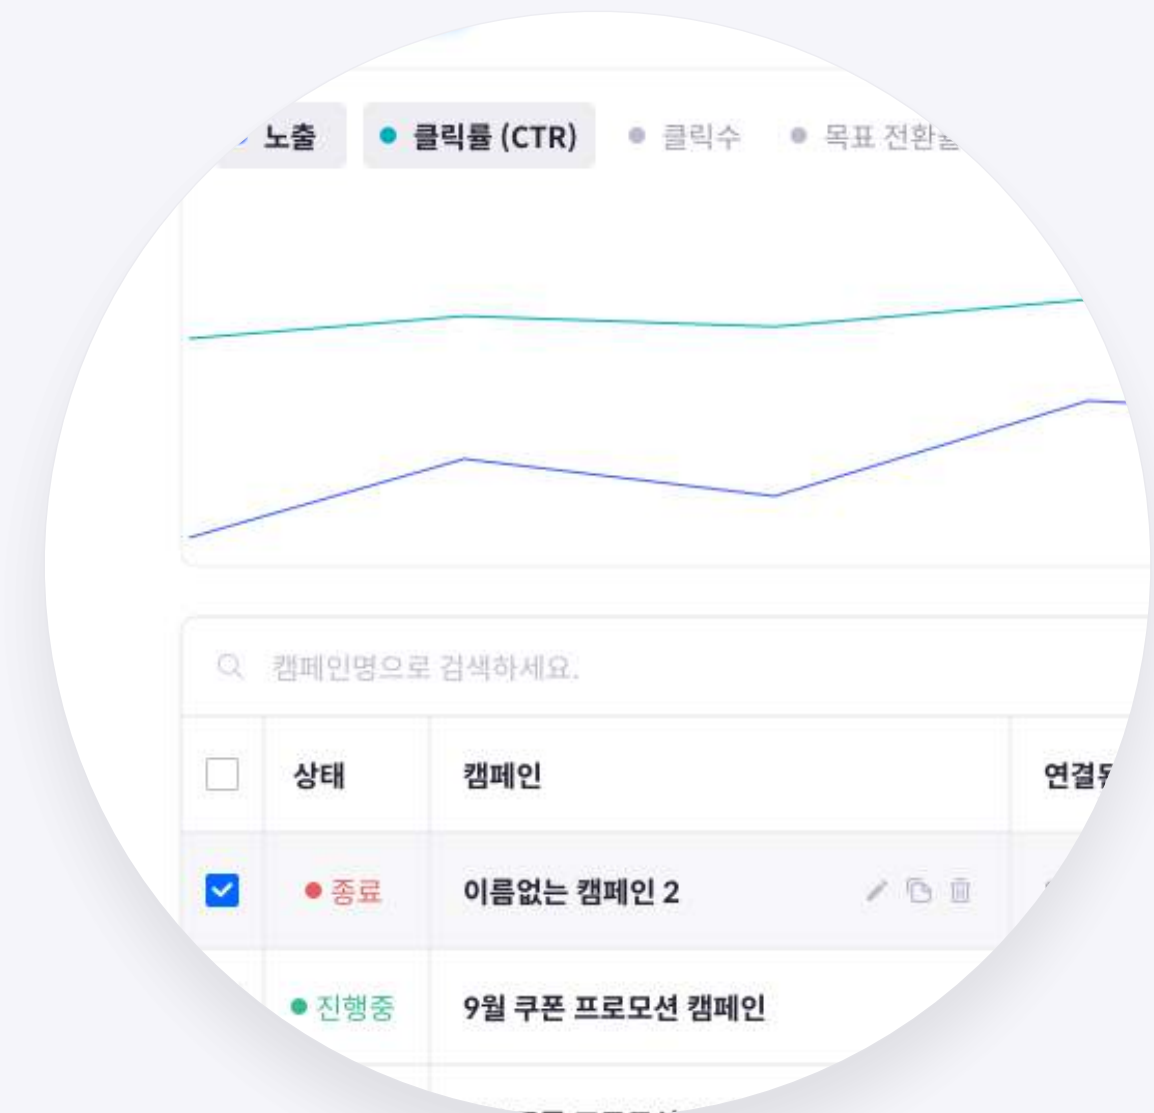 노출 클릭률 (CTR) 클릭수 목표
캠페인명으로 검색하세요.
상태 캠페인
종료 이름없는 캠페인 2
진행중 9월 쿠폰 프로모션 캠페인